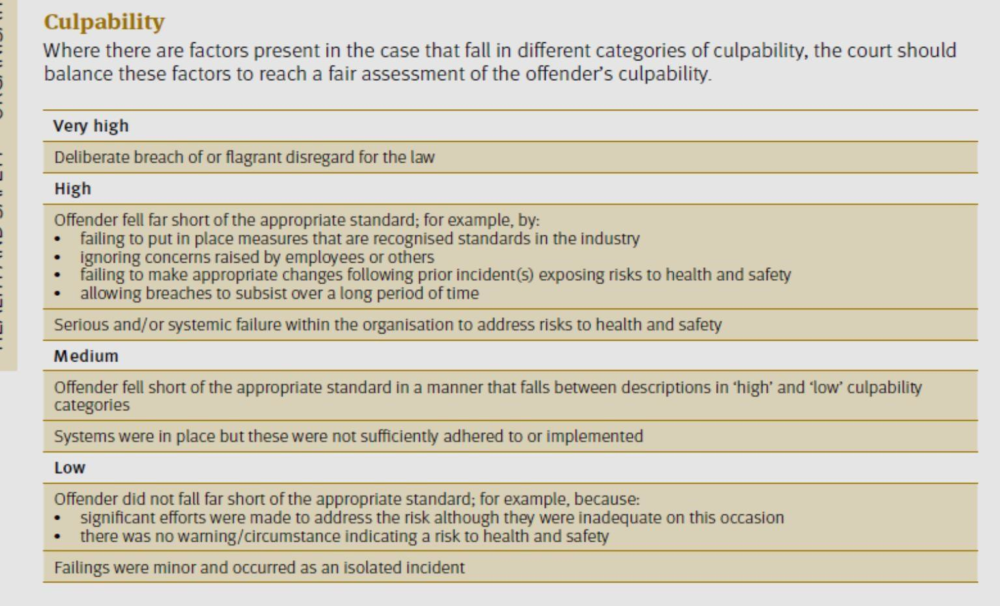 Culpability
Where there are factors present in the case that fall in different categories of culpability, the court should
balance these factors to reach a fair assessment of the offender's culpability.
Very high
Deliberate breach of or flagrant disregard for the law
High
Offender fell far short of the appropriate standard; for example, by:
• failing to put in place measures that are recognised standards in the industry
• ignoring concerns raised by employees or others
• failing to make appropriate changes following prior incident(s) exposing risks to health and safety
• allowing breaches to subsist over a long period of time
Serious and/or systemic failure within the organisation to address risks to health and safety
Medium
Offender fell short of the appropriate standard in a manner that falls between descriptions in ‘high’ and ‘low’ culpability
categories
Systems were in place but these were not sufficiently adhered to or implemented
Low
Offender did not fall far short of the appropriate standard; for example, because:
• significant efforts were made to address the risk although they were inadequate on this occasion
• there was no warning/circumstance indicating a risk to health and safety
Failings were minor and occurred as an isolated incident